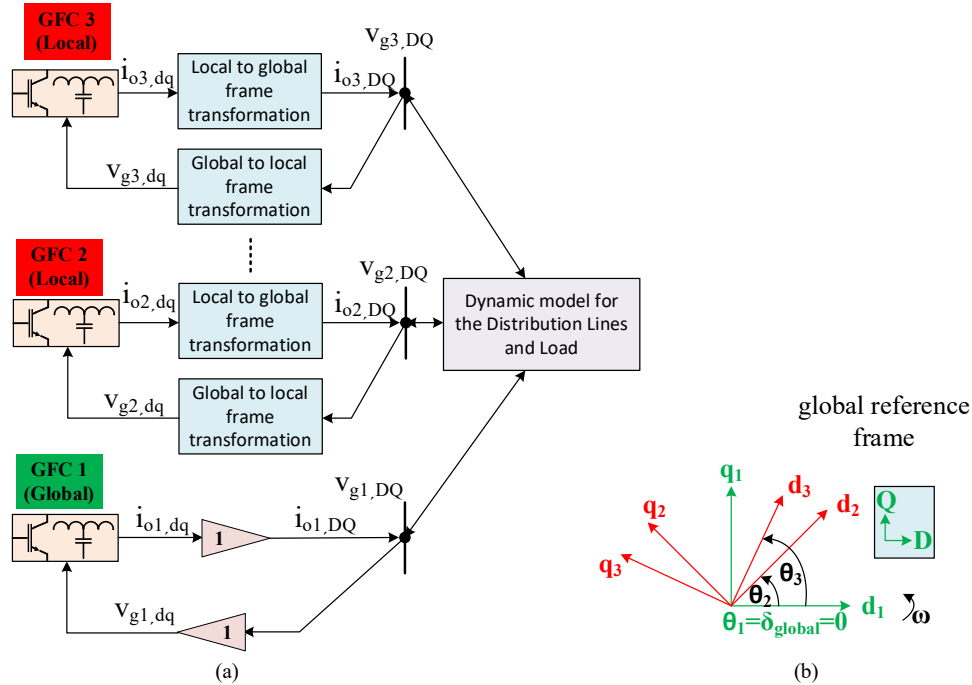 GFC 3
(Local)
i_o3,dq
Local to global
frame
transformation
i_o3,DQ
v_g3,DQ
v_g3,dq
Global to local
frame
transformation
GFC 2
(Local)
i_o2,dq
Local to global
frame
transformation
i_o2,DQ
v_g2,DQ
v_g2,dq
Global to local
frame
transformation
Dynamic model for
the Distribution Lines
and Load
GFC 1
(Global)
i_o1,dq
1
i_o1,DQ
v_g1,DQ
v_g1,dq
1
(a)
global reference
frame
q_1
d_3
d_2
q_2
q_3
Q
D
θ_3
θ_2
d_1
θ_1=δ_global=0
ω
(b)